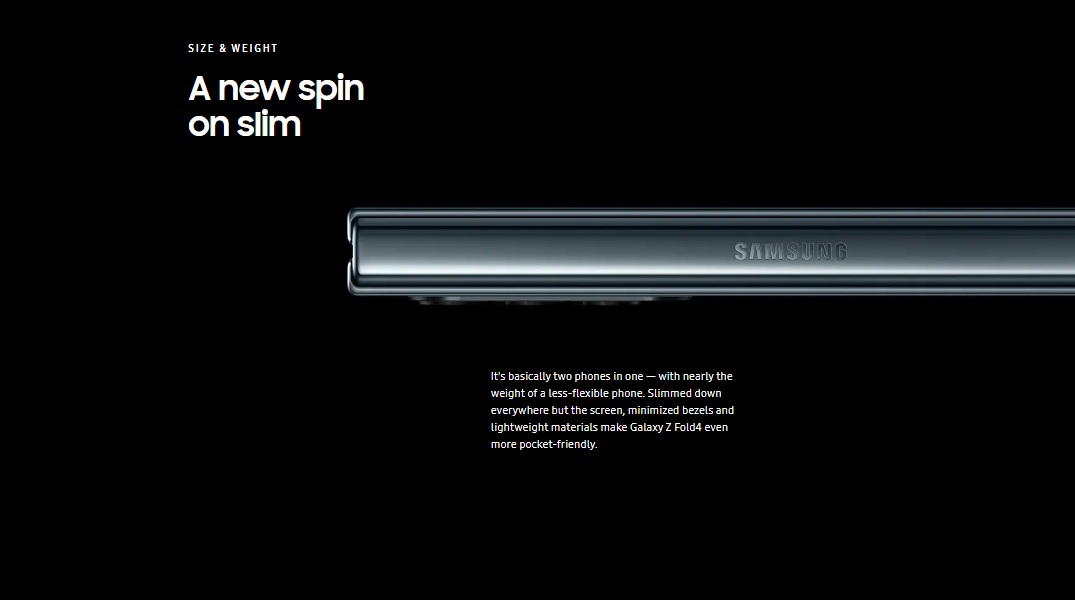 SIZE & WEIGHT
A new spin
on slim
SAMSUNG
It's basically two phones in one — with nearly the
weight of a less-flexible phone. Slimmed down
everywhere but the screen, minimized bezels and
lightweight materials make Galaxy Z Fold4 even
more pocket-friendly.